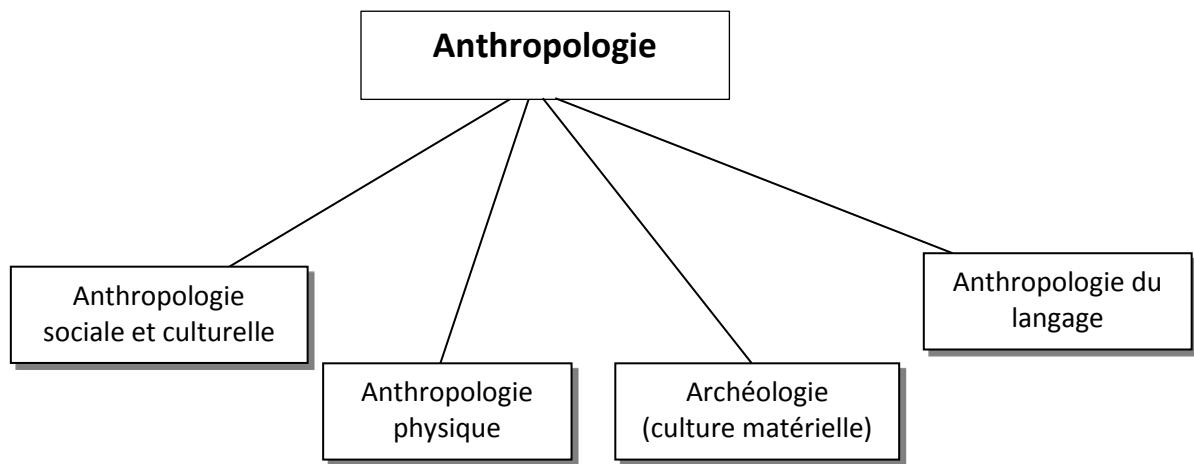 Anthropologie
Anthropologie
sociale et culturelle
Anthropologie
physique
Archéologie
(culture matérielle)
Anthropologie du
langage